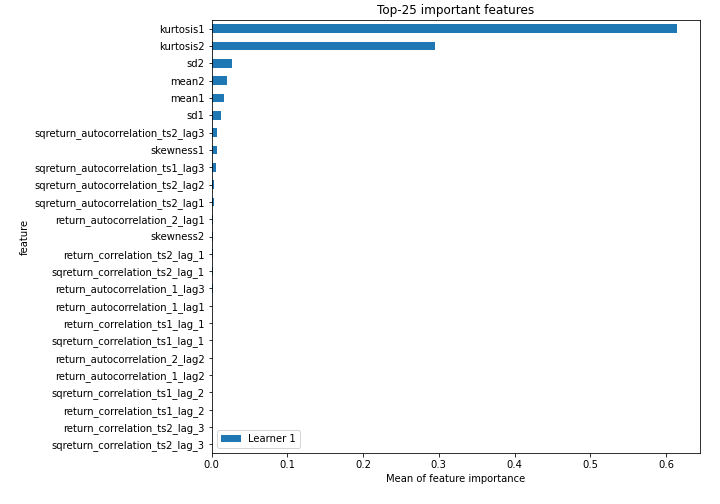 Top-25 important features
kurtosis1
kurtosis2
sd2
mean2
mean1
sd1
sqreturn_autocorrelation_ts2_lag3
skewness1
sqreturn_autocorrelation_ts1_lag3
sqreturn_autocorrelation_ts2_lag2
sqreturn_autocorrelation_ts2_lag1
return_autocorrelation_2_lag1
skewness2
return_correlation_ts2_lag_1
sqreturn_correlation_ts2_lag_1
return_autocorrelation_1_lag3
return_autocorrelation_1_lag1
return_correlation_ts1_lag_1
sqreturn_correlation_ts1_lag_1
return_autocorrelation_2_lag2
return_autocorrelation_1_lag2
sqreturn_correlation_ts1_lag_2
return_correlation_ts1_lag_2
return_correlation_ts2_lag_3
sqreturn_correlation_ts2_lag_3
feature
Learner 1
0.0 0.1 0.2 0.3 0.4 0.5 0.6
Mean of feature importance